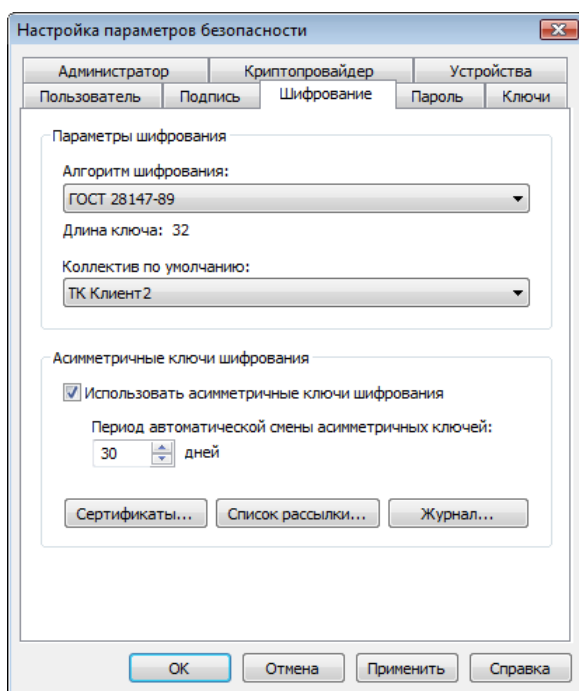 Настройка параметров безопасности
Администратор Криптопровайдер Устройства
Пользователь Подпись Шифрование Пароль Ключи
Параметры шифрования
Алгоритм шифрования:
ГОСТ 28147-89
Длина ключа: 32
Коллектив по умолчанию:
ТК Клиент2
Асимметричные ключи шифрования
Использовать асимметричные ключи шифрования
Период автоматической смены асимметричных ключей:
30 дней
Сертификаты... Список рассылки... Журнал...
ОК Отмена Применить Справка